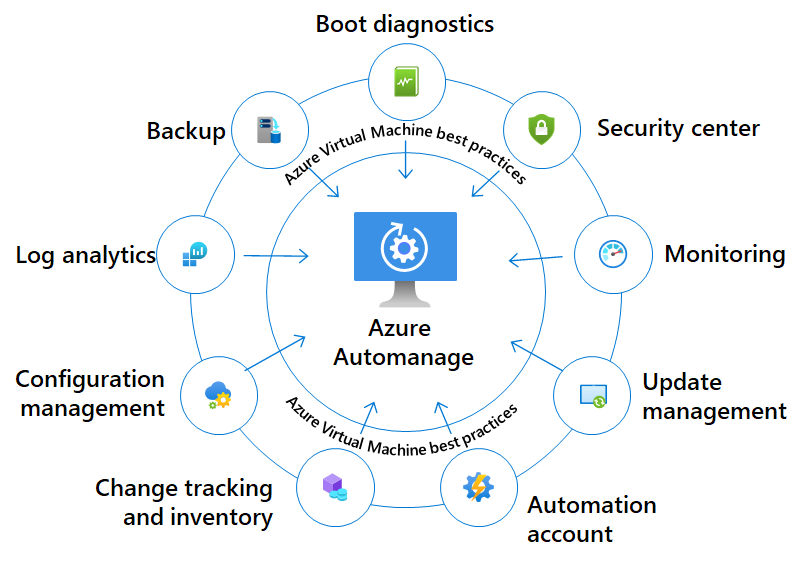 Boot diagnostics
Backup
Azure Virtual Machine best practices
Security center
Log analytics
Monitoring
Azure
Automanage
Configuration
management
Update
management
Azure Virtual Machine best practices
Change tracking
and inventory
Automation
account